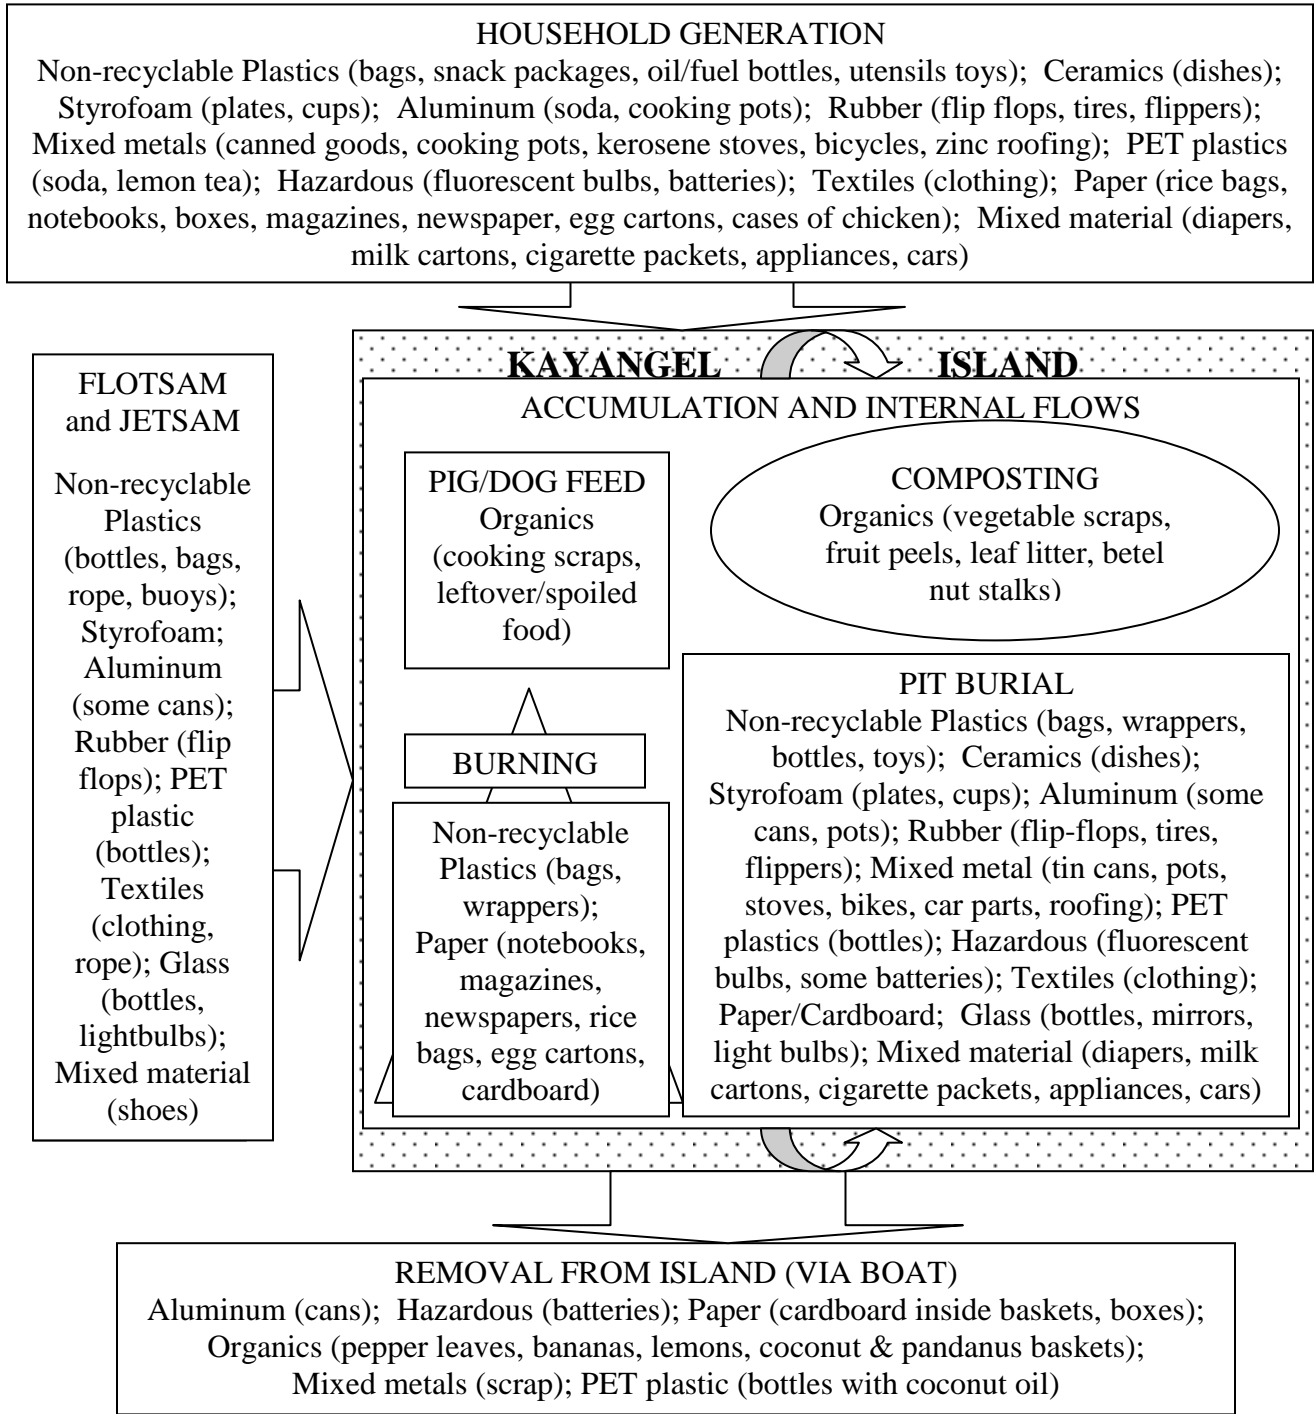 HOUSEHOLD GENERATION
Non-recyclable Plastics (bags, snack packages, oil/fuel bottles, utensils toys);  Ceramics (dishes);
Styrofoam (plates, cups);  Aluminum (soda, cooking pots);  Rubber (flip flops, tires, flippers);
Mixed metals (canned goods, cooking pots, kerosene stoves, bicycles, zinc roofing);  PET plastics
(soda, lemon tea);  Hazardous (fluorescent bulbs, batteries);  Textiles (clothing);  Paper (rice bags,
notebooks, boxes, magazines, newspaper, egg cartons, cases of chicken);  Mixed material (diapers,
milk cartons, cigarette packets, appliances, cars)
FLOTSAM
and JETSAM
Non-recyclable
Plastics
(bottles, bags,
rope, buoys);
Styrofoam;
Aluminum
(some cans);
Rubber (flip
flops); PET
plastic
(bottles);
Textiles
(clothing,
rope); Glass
(bottles,
lightbulbs);
Mixed material
(shoes)
KAYANGEL ISLAND
ACCUMULATION AND INTERNAL FLOWS
PIG/DOG FEED
Organics
(cooking scraps,
leftover/spoiled
food)
COMPOSTING
Organics (vegetable scraps,
fruit peels, leaf litter, betel
nut stalks)
BURNING
Non-recyclable
Plastics (bags,
wrappers);
Paper (notebooks,
magazines,
newspapers, rice
bags, egg cartons,
cardboard)
PIT BURIAL
Non-recyclable Plastics (bags, wrappers,
bottles, toys);  Ceramics (dishes);
Styrofoam (plates, cups); Aluminum (some
cans, pots); Rubber (flip-flops, tires,
flippers); Mixed metal (tin cans, pots,
stoves, bikes, car parts, roofing); PET
plastics (bottles); Hazardous (fluorescent
bulbs, some batteries); Textiles (clothing);
Paper/Cardboard;  Glass (bottles, mirrors,
light bulbs); Mixed material (diapers, milk
cartons, cigarette packets, appliances, cars)
REMOVAL FROM ISLAND (VIA BOAT)
Aluminum (cans);  Hazardous (batteries); Paper (cardboard inside baskets, boxes);
Organics (pepper leaves, bananas, lemons, coconut & pandanus baskets);
Mixed metals (scrap); PET plastic (bottles with coconut oil)